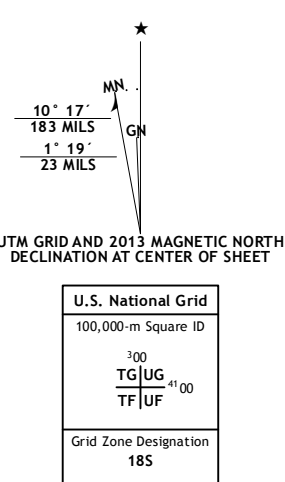 ★
MN
10° 17´
183 MILS
GN
1° 19´
23 MILS
UTM GRID AND 2013 MAGNETIC NORTH
DECLINATION AT CENTER OF SHEET
U.S. National Grid
100,000-m Square ID
³00
TG UG
⁴¹00
TF UF
Grid Zone Designation
18S